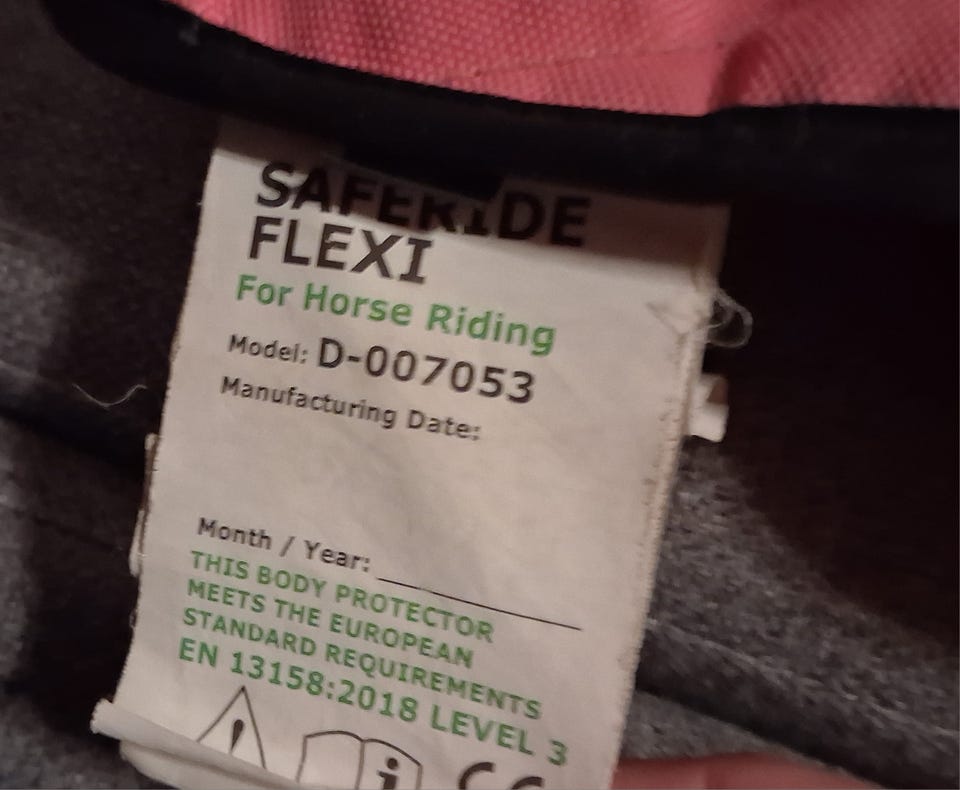 SAFERIDE
FLEXI
For Horse Riding
Model: D-007053
Manufacturing Date:
Month / Year:
THIS BODY PROTECTOR
MEETS THE EUROPEAN
STANDARD REQUIREMENTS
EN 13158:2018 LEVEL 3
i
CE